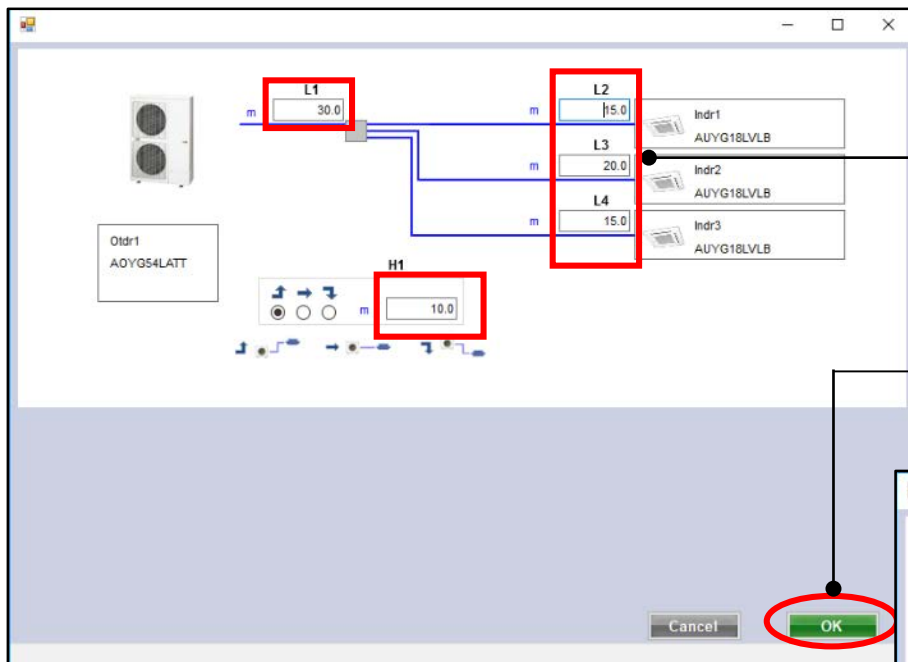 L1
m 30.0
L2
m 15.0
Indr1
AUYG18LVLB
L3
m 20.0
Indr2
AUYG18LVLB
L4
m 15.0
Indr3
AUYG18LVLB
Otdr1
AOYG54LATT
H1
m 10.0
Cancel
OK